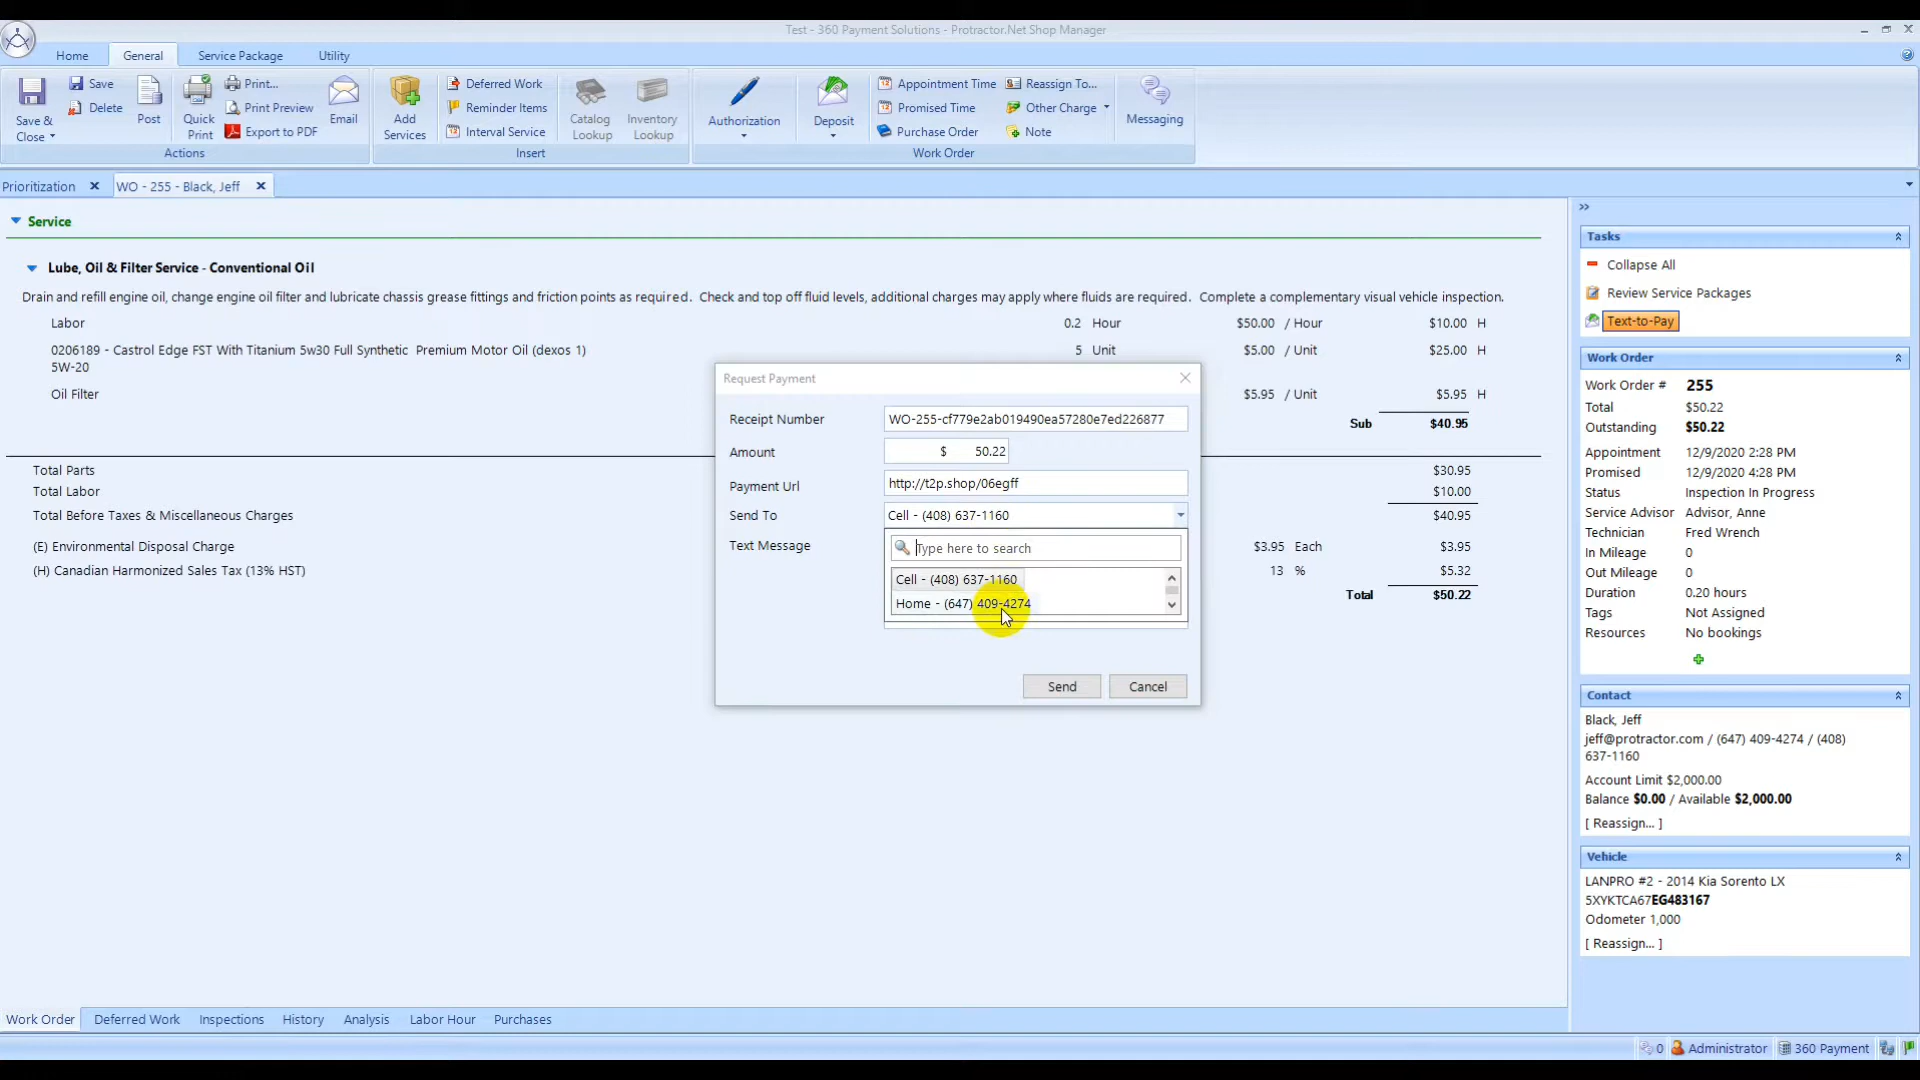 Test - 360 Payment Solutions - Protractor.Net Shop Manager
Home
General
Service Package
Utility
Save & Close
Save
Delete
Post
Quick Print
Print...
Print Preview
Export to PDF
Email
Actions
Add Services
Deferred Work
Reminder Items
Interval Service
Catalog Lookup
Inventory Lookup
Insert
Authorization
Deposit
Appointment Time
Promised Time
Purchase Order
Reassign To...
Other Charge
Note
Work Order
Messaging
Prioritization
WO - 255 - Black, Jeff
Service
Lube, Oil & Filter Service - Conventional Oil
Drain and refill engine oil, change engine oil filter and lubricate chassis grease fittings and friction points as required. Check and top off fluid levels, additional charges may apply where fluids are required. Complete a complementary visual vehicle inspection.
Labor 0.2 Hour $50.00 / Hour $10.00 H
0206189 - Castrol Edge FST With Titanium 5w30 Full Synthetic Premium Motor Oil (dexos 1) 5 Unit $5.00 / Unit $25.00 H
5W-20
Oil Filter $5.95 / Unit $5.95 H
Sub $40.95
Total Parts $30.95
Total Labor $10.00
Total Before Taxes & Miscellaneous Charges $40.95
(E) Environmental Disposal Charge $3.95 Each $3.95
(H) Canadian Harmonized Sales Tax (13% HST) 13 % $5.32
Total $50.22
Request Payment
Receipt Number WO-255-cf779e2ab019490ea57280e7ed226877
Amount $ 50.22
Payment Url http://t2p.shop/06egff
Send To Cell - (408) 637-1160
Text Message
Type here to search
Cell - (408) 637-1160
Home - (647) 409-4274
Send
Cancel
Tasks
Collapse All
Review Service Packages
Text-to-Pay
Work Order
Work Order # 255
Total $50.22
Outstanding $50.22
Appointment 12/9/2020 2:28 PM
Promised 12/9/2020 4:28 PM
Status Inspection In Progress
Service Advisor Advisor, Anne
Technician Fred Wrench
In Mileage 0
Out Mileage 0
Duration 0.20 hours
Tags Not Assigned
Resources No bookings
Contact
Black, Jeff
jeff@protractor.com / (647) 409-4274 / (408)
637-1160
Account Limit $2,000.00
Balance $0.00 / Available $2,000.00
[ Reassign... ]
Vehicle
LANPRO #2 - 2014 Kia Sorento LX
5XYKTCA67EG483167
Odometer 1,000
[ Reassign... ]
Work Order
Deferred Work
Inspections
History
Analysis
Labor Hour
Purchases
0
Administrator
360 Payment